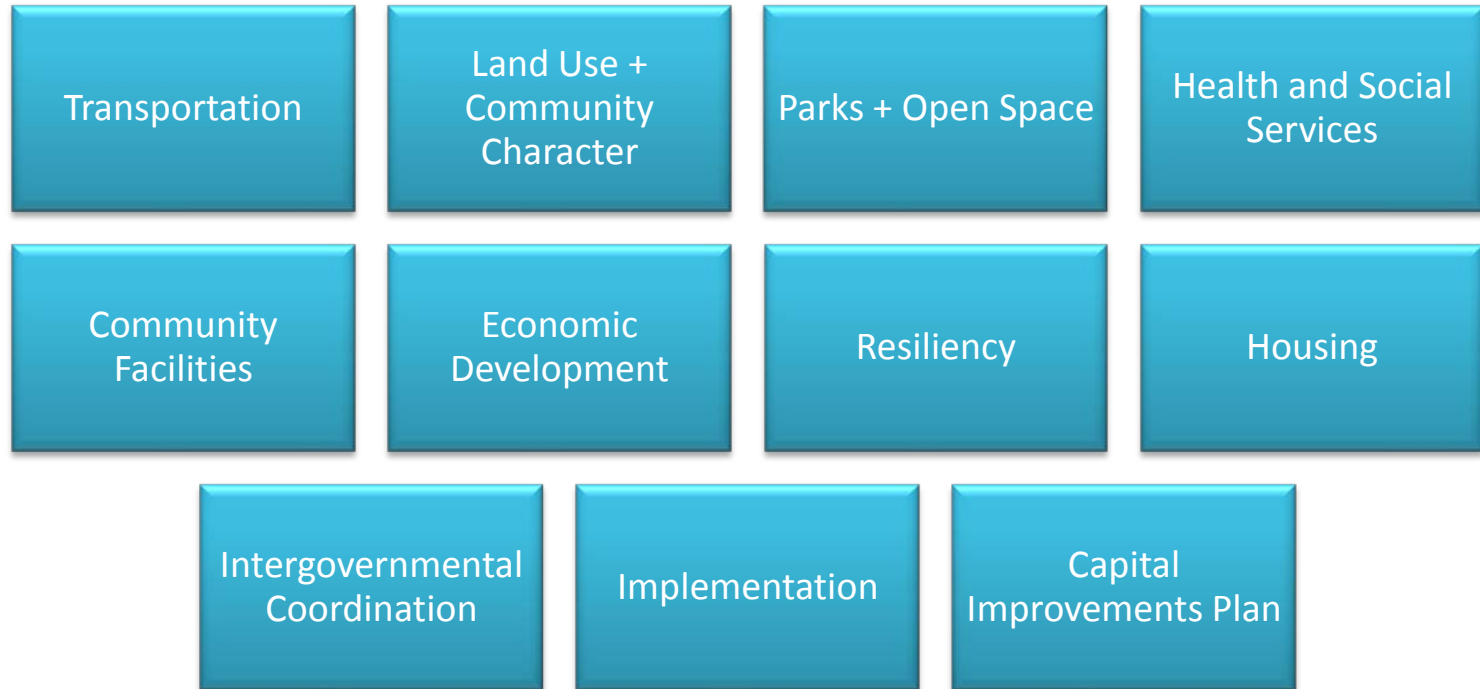 Transportation
Land Use +
Community
Character
Parks + Open Space
Health and Social
Services
Community
Facilities
Economic
Development
Resiliency
Housing
Intergovernmental
Coordination
Implementation
Capital
Improvements Plan